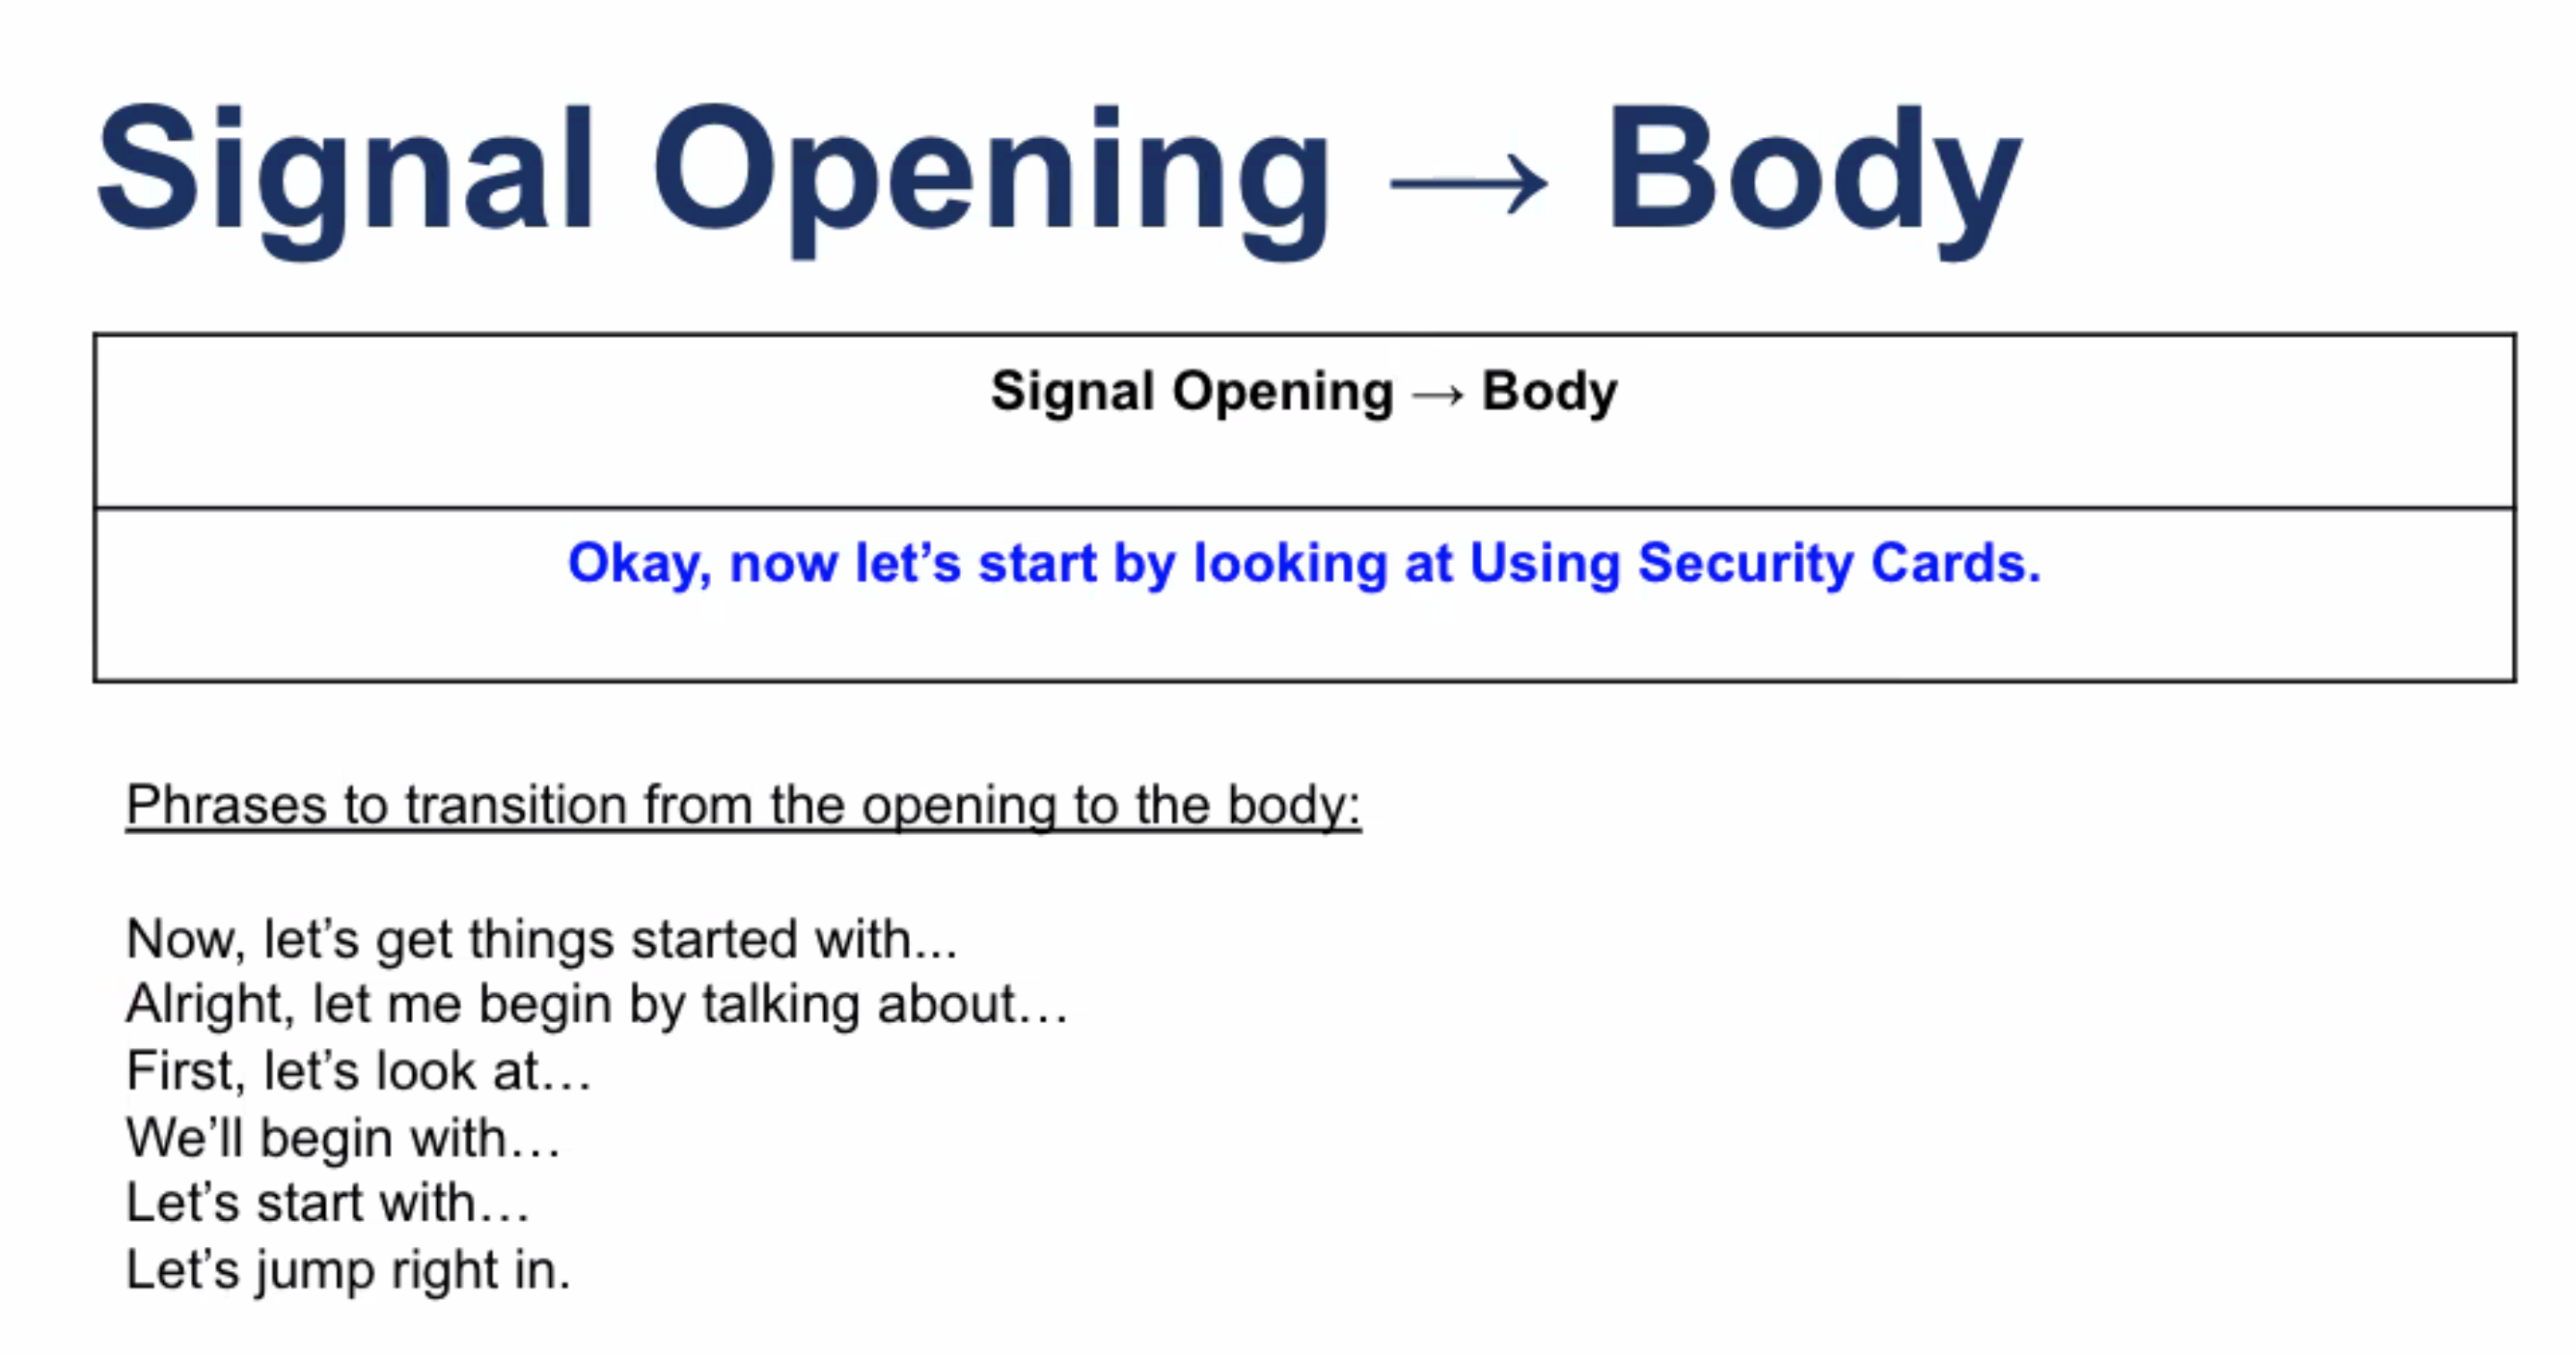 Signal Opening → Body
Signal Opening → Body
Okay, now let’s start by looking at Using Security Cards.
Phrases to transition from the opening to the body:
Now, let’s get things started with...
Alright, let me begin by talking about…
First, let’s look at…
We’ll begin with…
Let’s start with…
Let’s jump right in.